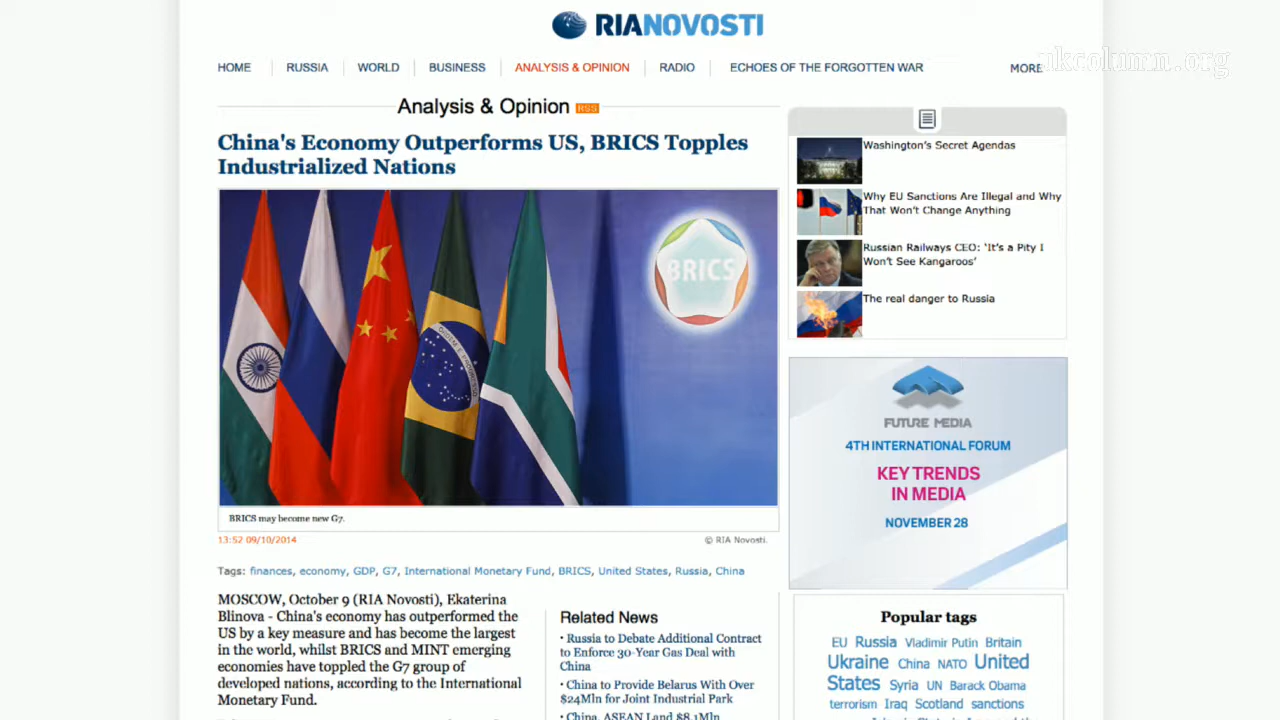 RIANOVOSTI
ukcolumn.org
HOME
RUSSIA
WORLD
BUSINESS
ANALYSIS & OPINION
RADIO
ECHOES OF THE FORGOTTEN WAR
MORE
Analysis & Opinion RSS
China's Economy Outperforms US, BRICS Topples
Industrialized Nations
BRICS
BRICS may become new G7.
13:52 09/10/2014
© RIA Novosti.
Tags: finances, economy, GDP, G7, International Monetary Fund, BRICS, United States, Russia, China
MOSCOW, October 9 (RIA Novosti), Ekaterina
Blinova - China's economy has outperformed the
US by a key measure and has become the largest
in the world, whilst BRICS and MINT emerging
economies have toppled the G7 group of
developed nations, according to the International
Monetary Fund.
Related News
• Russia to Debate Additional Contract
to Enforce 30-Year Gas Deal with
China
• China to Provide Belarus With Over
$24Mln for Joint Industrial Park
• China, ASEAN Land $8.1Mln
Washington's Secret Agendas
Why EU Sanctions Are Illegal and Why
That Won't Change Anything
Russian Railways CEO: 'It's a Pity I
Won't See Kangaroos'
The real danger to Russia
FUTURE MEDIA
4TH INTERNATIONAL FORUM
KEY TRENDS
IN MEDIA
NOVEMBER 28
Popular tags
EU Russia Vladimir Putin Britain
Ukraine China NATO United
States Syria UN Barack Obama
terrorism Iraq Scotland sanctions